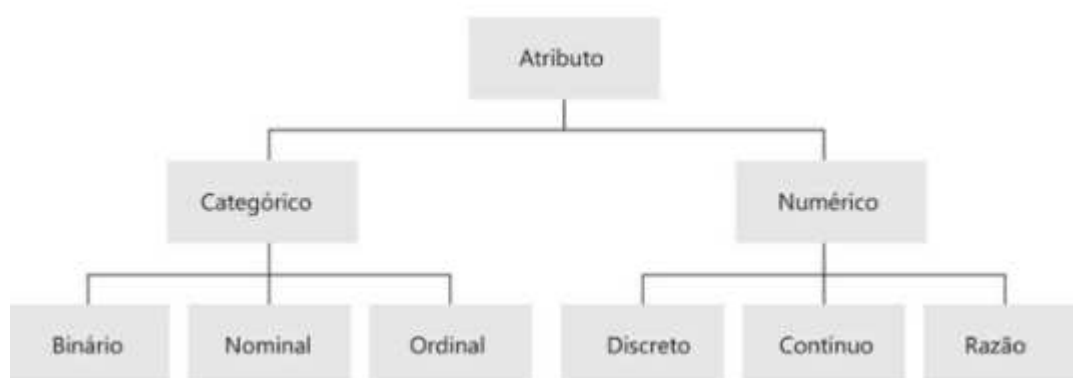 Atributo
Categórico
Numérico
Binário
Nominal
Ordinal
Discreto
Contínuo
Razão